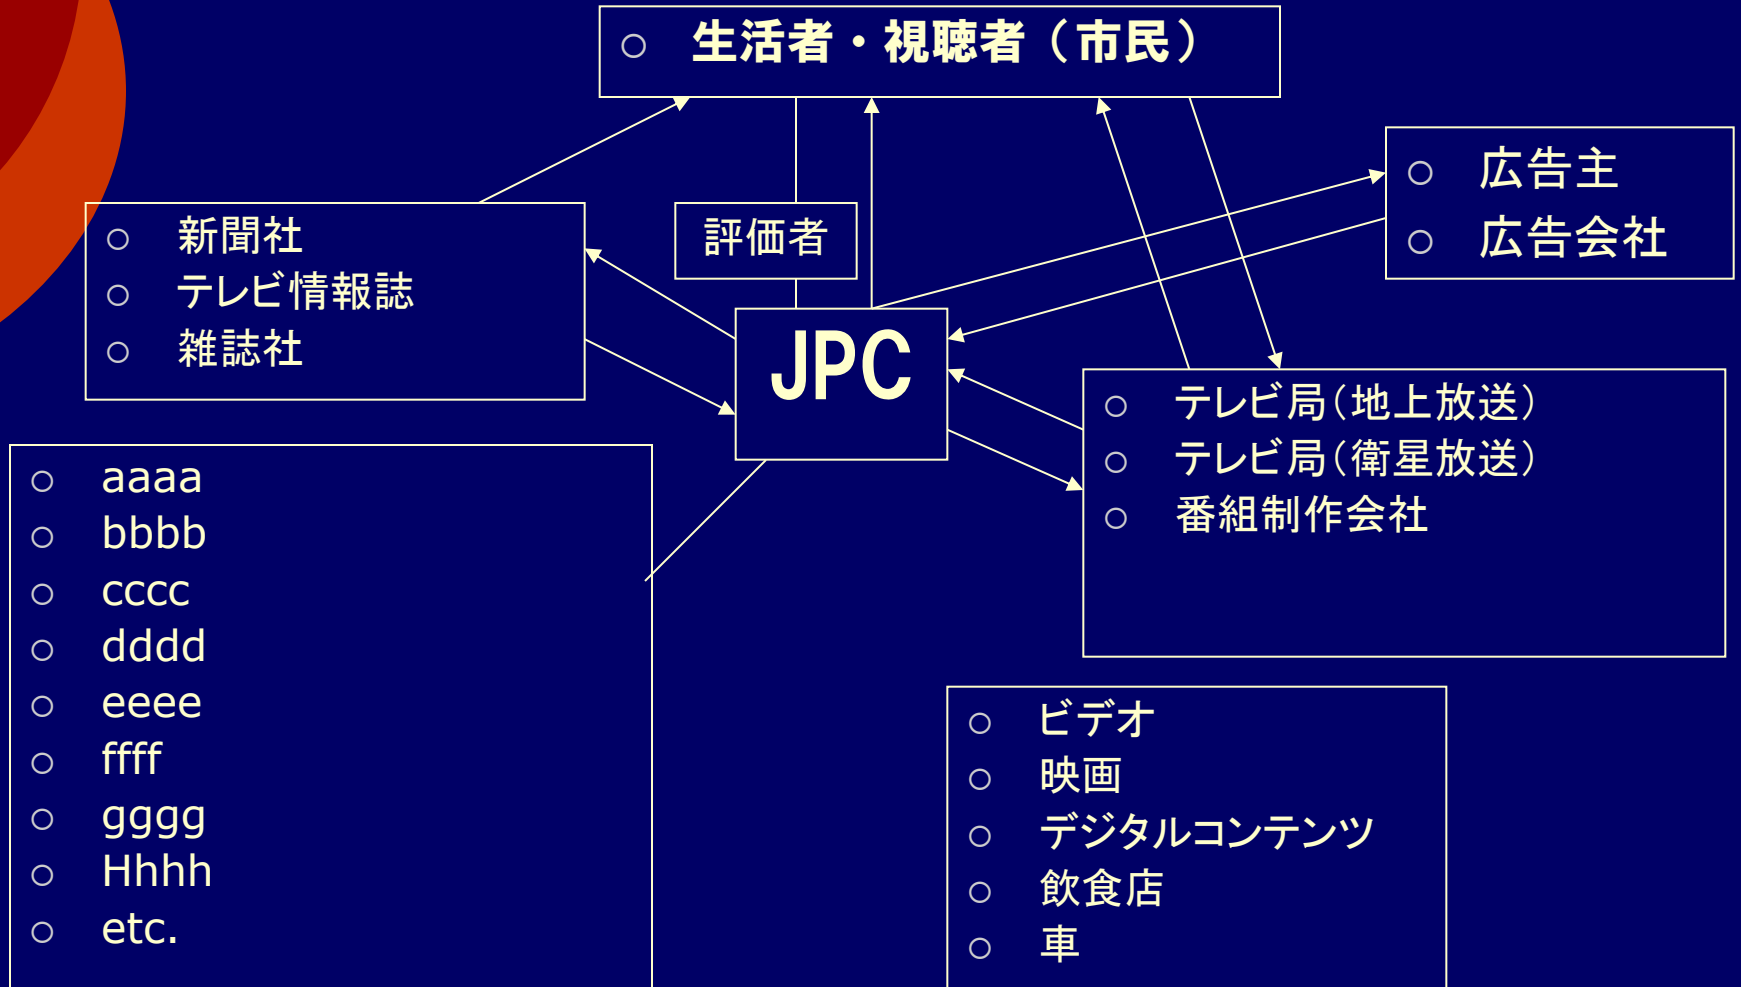 ○ 生活者・視聴者（市民）
○ 広告主
○ 広告会社
○ 新聞社
○ テレビ情報誌
○ 雑誌社
評価者
JPC
○ テレビ局（地上放送）
○ テレビ局（衛星放送）
○ 番組制作会社
○ aaaa
○ bbbb
○ cccc
○ dddd
○ eeee
○ ffff
○ gggg
○ Hhhh
○ etc.
○ ビデオ
○ 映画
○ デジタルコンテンツ
○ 飲食店
○ 車